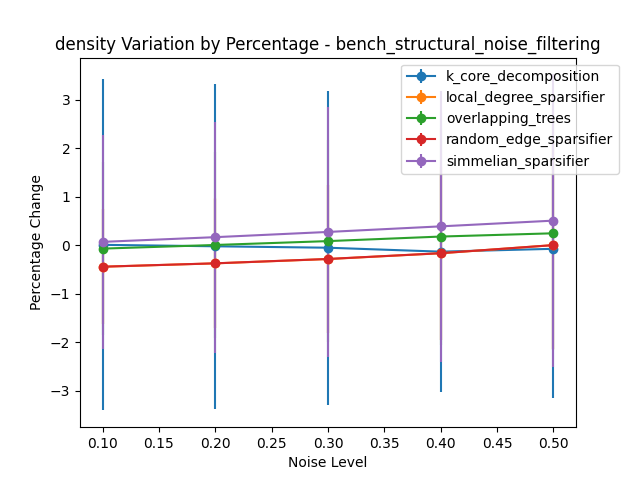 density Variation by Percentage - bench_structural_noise_filtering
k_core_decomposition
local_degree_sparsifier
overlapping_trees
random_edge_sparsifier
simmelian_sparsifier
Percentage Change
3
2
1
0
−1
−2
−3
0.10 0.15 0.20 0.25 0.30 0.35 0.40 0.45 0.50
Noise Level